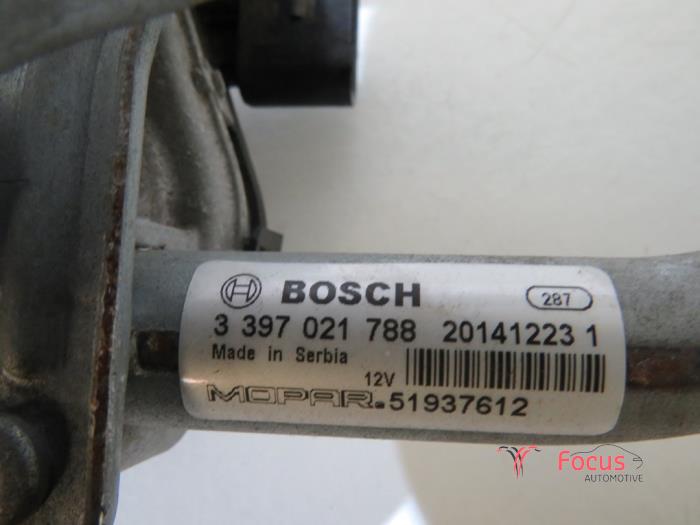 BOSCH 287
3 397 021 788 20141223 1
Made in Serbia
12V
MOPAR. 51937612
Focus
AUTOMOTIVE